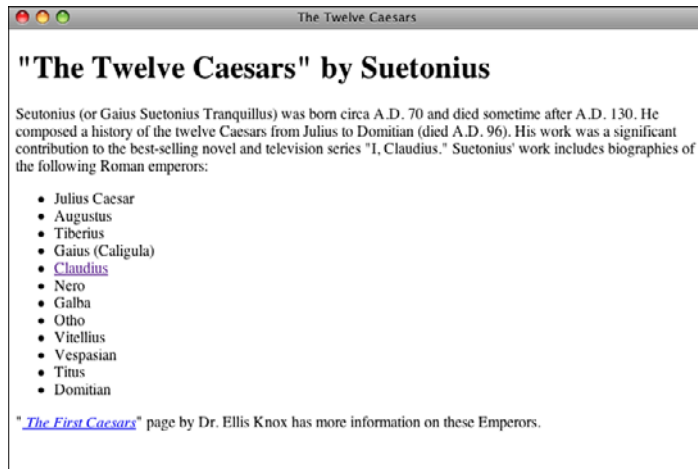 The Twelve Caesars
"The Twelve Caesars" by Suetonius
Seutonius (or Gaius Suetonius Tranquillus) was born circa A.D. 70 and died sometime after A.D. 130. He
composed a history of the twelve Caesars from Julius to Domitian (died A.D. 96). His work was a significant
contribution to the best-selling novel and television series "I, Claudius." Suetonius' work includes biographies of
the following Roman emperors:
• Julius Caesar
• Augustus
• Tiberius
• Gaius (Caligula)
• Claudius
• Nero
• Galba
• Otho
• Vitellius
• Vespasian
• Titus
• Domitian
" The First Caesars" page by Dr. Ellis Knox has more information on these Emperors.